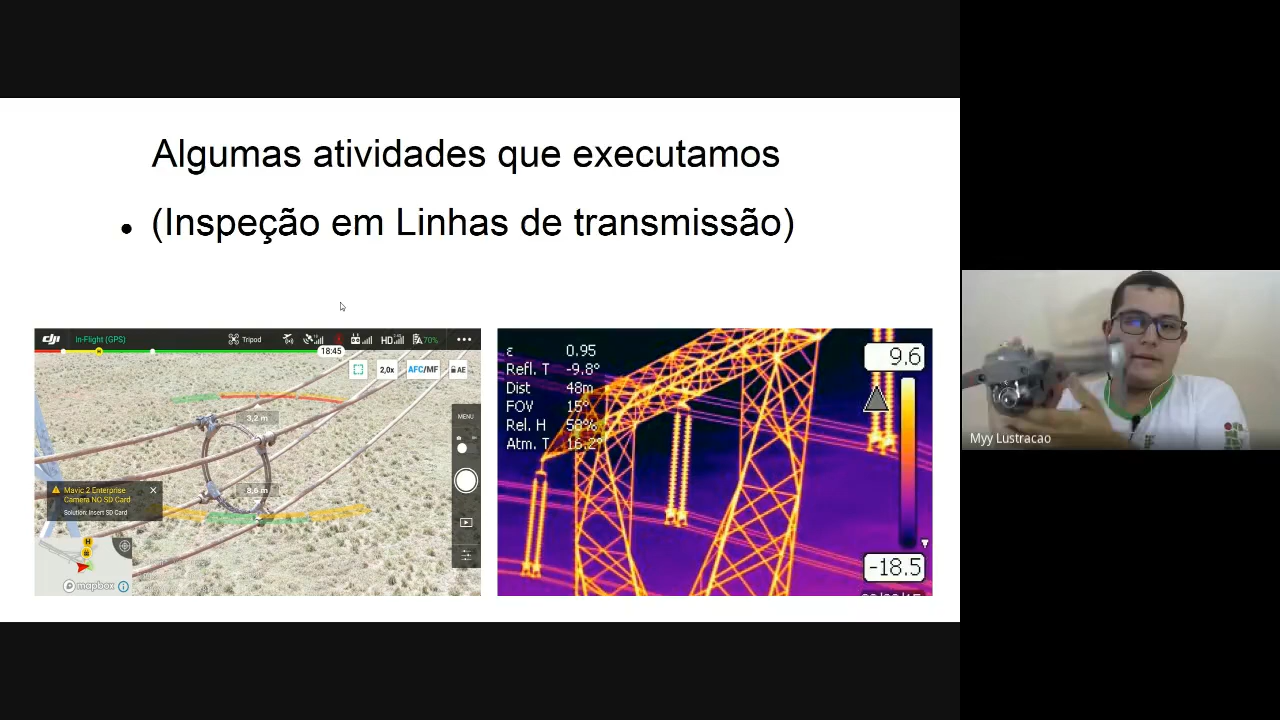 Algumas atividades que executamos
• (Inspeção em Linhas de transmissão)
dji In-Flight (GPS) Tripod HD 70%
18:45
2,0x AFC/MF AE
MENU
3,2 m
8,6 m
Mavic 2 Enterprise
Camera NO SD Card
Solution: Insert SD Card
H
mapbox
ε 0.95
Refl. T -9.8°
Dist 48m
FOV 15°
Rel. H 58%
Atm. T 16.2°
9.6
-18.5
Myy Lustracao